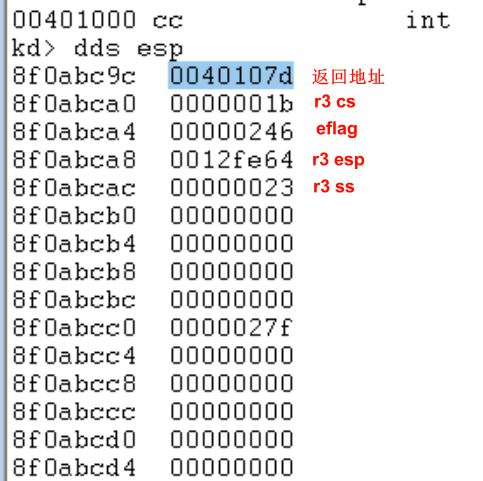 00401000 cc int
kd> dds esp
8f0abc9c 0040107d 返回地址
8f0abca0 0000001b r3 cs
8f0abca4 00000246 eflag
8f0abca8 0012fe64 r3 esp
8f0abcac 00000023 r3 ss
8f0abcb0 00000000
8f0abcb4 00000000
8f0abcb8 00000000
8f0abcbc 00000000
8f0abcc0 0000027f
8f0abcc4 00000000
8f0abcc8 00000000
8f0abccc 00000000
8f0abcd0 00000000
8f0abcd4 00000000